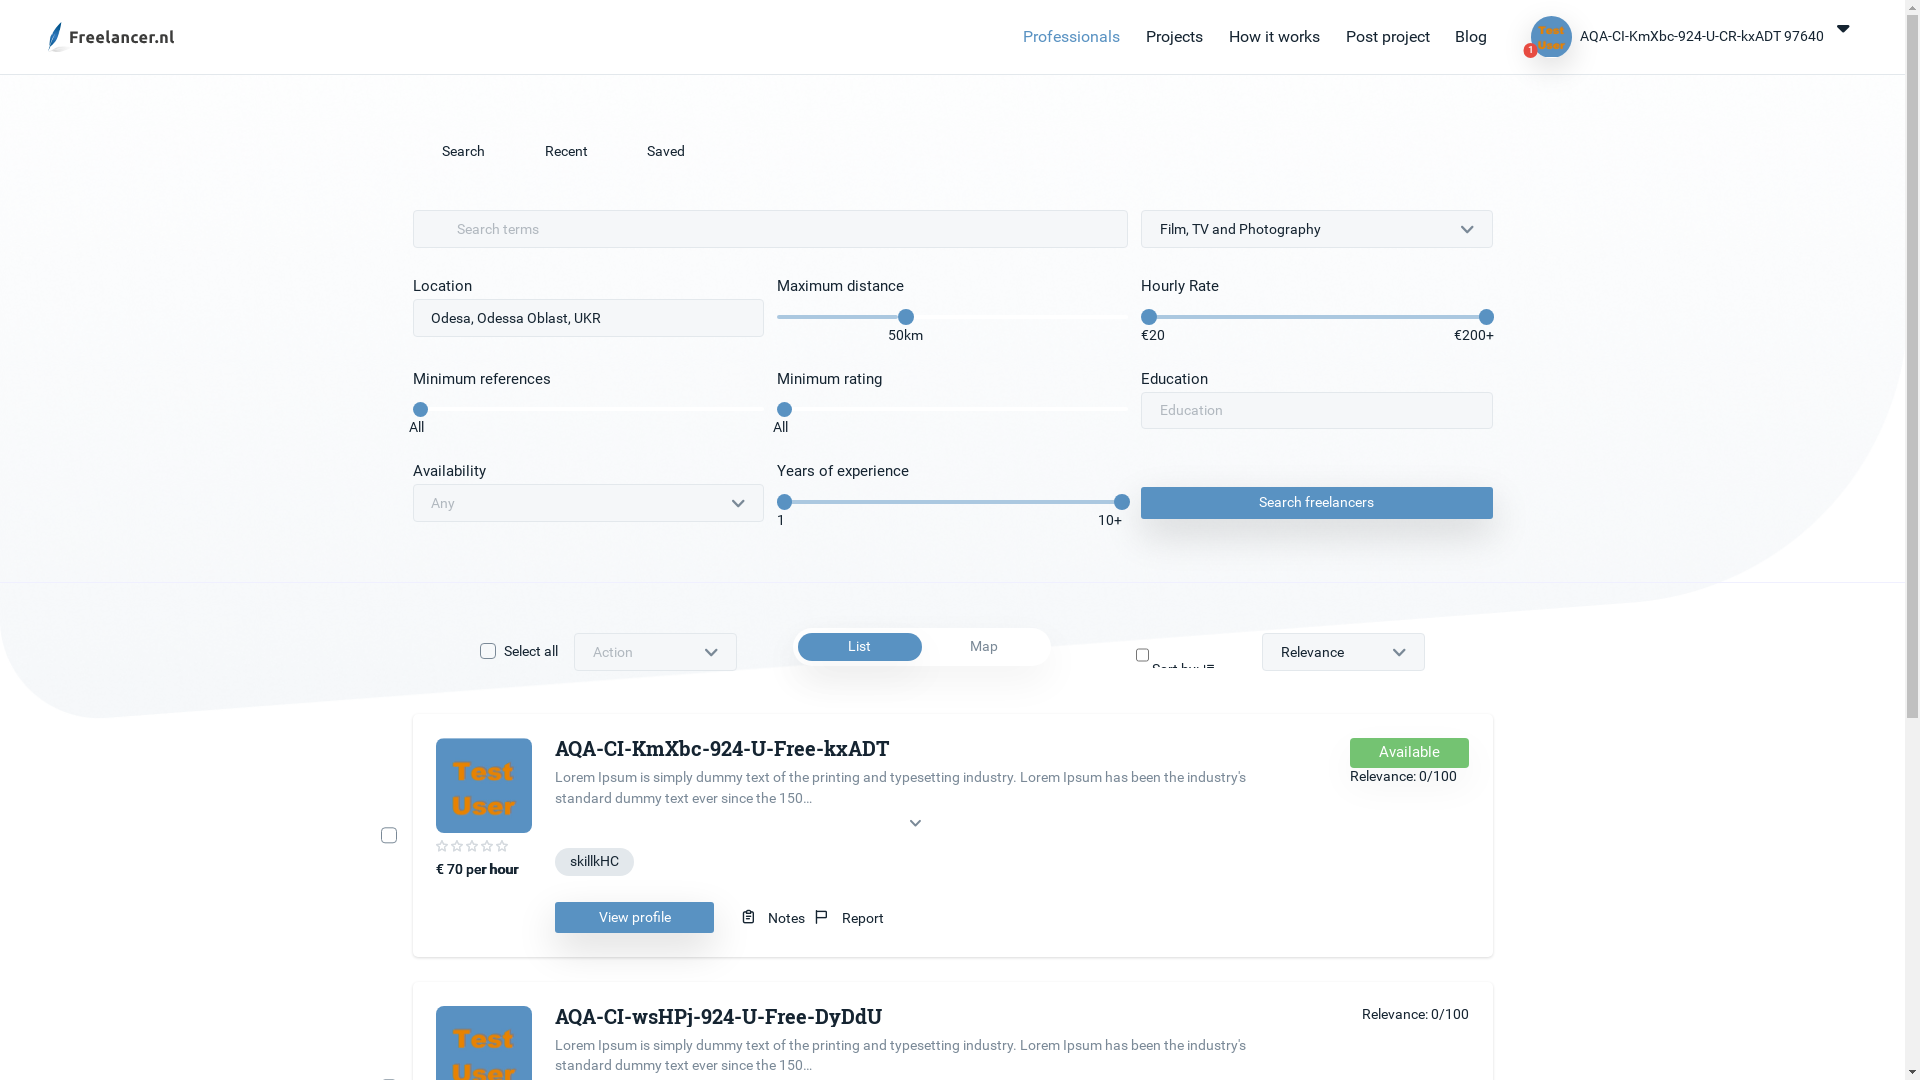 Freelancer.nl
Professionals Projects How it works Post project Blog
Test User
1
AQA-CI-KmXbc-924-U-CR-kxADT 97640
Search Recent Saved
Search terms
Film, TV and Photography
Location Maximum distance Hourly Rate
Odesa, Odessa Oblast, UKR
50km €20 €200+
Minimum references Minimum rating Education
Education
All All
Availability Years of experience
Any
Search freelancers
1 10+
Select all Action List Map Sort by: Relevance
Test
User
AQA-CI-KmXbc-924-U-Free-kxADT
Available
Lorem Ipsum is simply dummy text of the printing and typesetting industry. Lorem Ipsum has been the industry's
Relevance: 0/100
standard dummy text ever since the 150...
€ 70 per hour
skillkHC
View profile Notes Report
Test
User
AQA-CI-wsHPj-924-U-Free-DyDdU
Relevance: 0/100
Lorem Ipsum is simply dummy text of the printing and typesetting industry. Lorem Ipsum has been the industry's
standard dummy text ever since the 150...